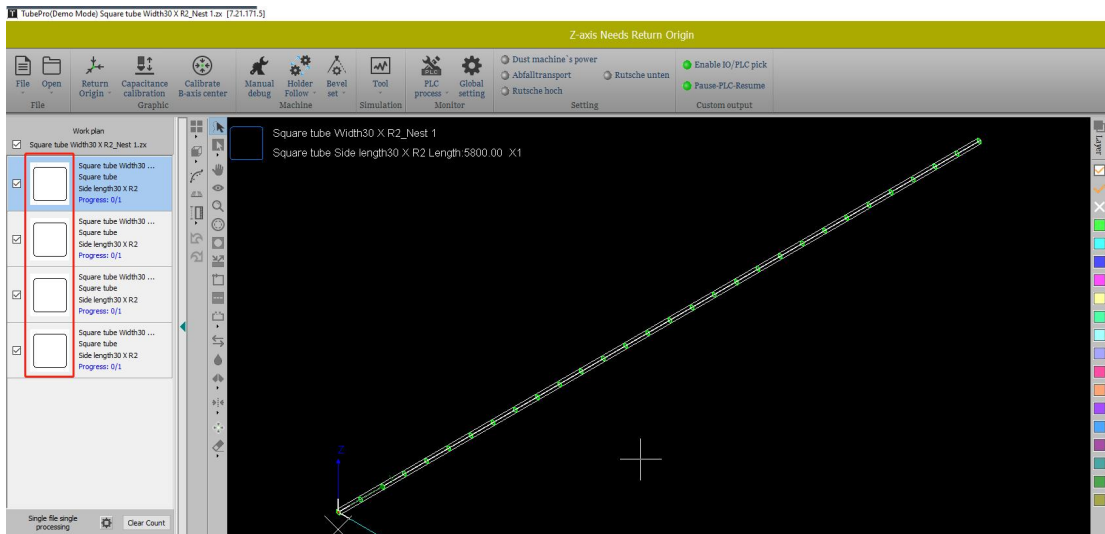 TubePro(Demo Mode) Square tube Width30 X R2_Nest 1.zx [7.21.171.5]
Z-axis Needs Return Origin
File
Open
Return Origin
Capacitance calibration
Calibrate B-axis center
Manual debug
Holder Follow
Bevel set
Tool
PLC process
Global setting
Dust machine`s power
Abfalltransport
Rutsche unten
Rutsche hoch
Enable IO/PLC pick
Pause-PLC-Resume
File
Graphic
Machine
Simulation
Monitor
Setting
Custom output
Work plan
Square tube Width30 X R2_Nest 1.zx
Square tube Width30 ...
Square tube
Side length30 X R2
Progress: 0/1
Square tube Width30 ...
Square tube
Side length30 X R2
Progress: 0/1
Square tube Width30 ...
Square tube
Side length30 X R2
Progress: 0/1
Square tube Width30 ...
Square tube
Side length30 X R2
Progress: 0/1
Single file single
processing
Clear Count
Square tube Width30 X R2_Nest 1
Square tube Side length30 X R2 Length:5800.00 X1
Z
Layer